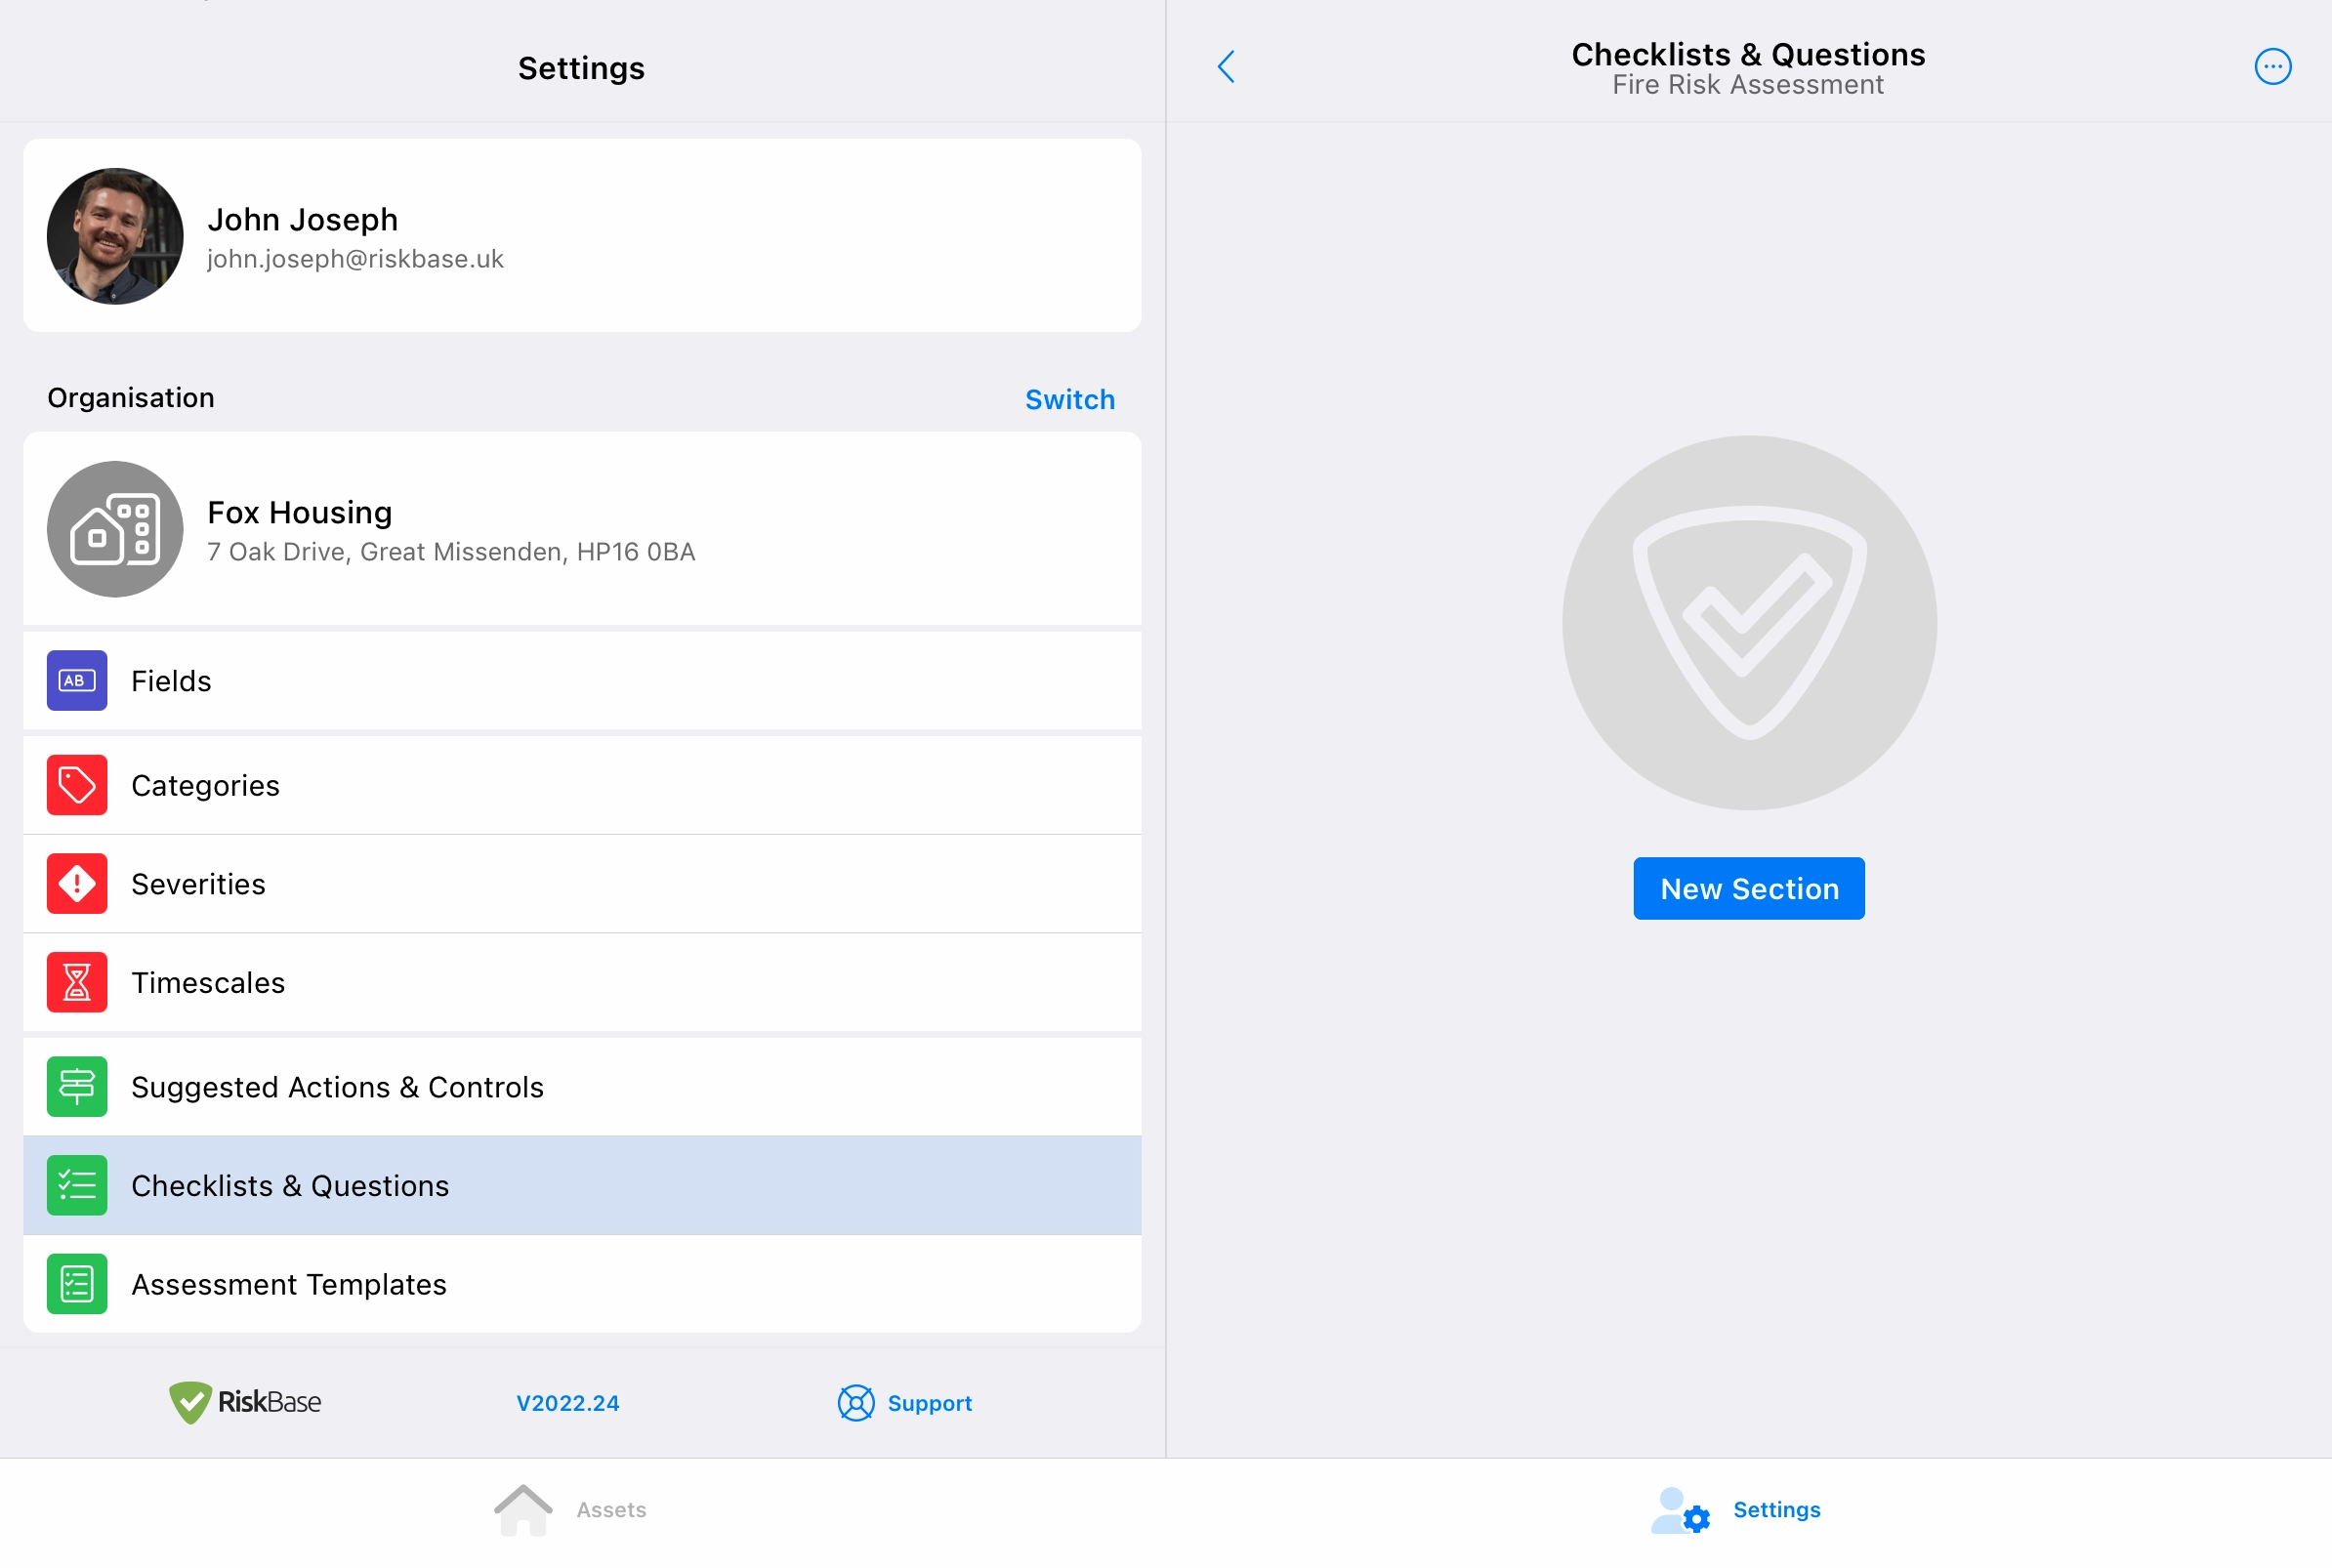 Settings
John Joseph
john.joseph@riskbase.uk
Organisation
Switch
Fox Housing
7 Oak Drive, Great Missenden, HP16 0BA
AB
Fields
Categories
Severities
Timescales
Suggested Actions & Controls
Checklists & Questions
Assessment Templates
RiskBase
V2022.24
Support
Checklists & Questions
Fire Risk Assessment
New Section
Assets
Settings